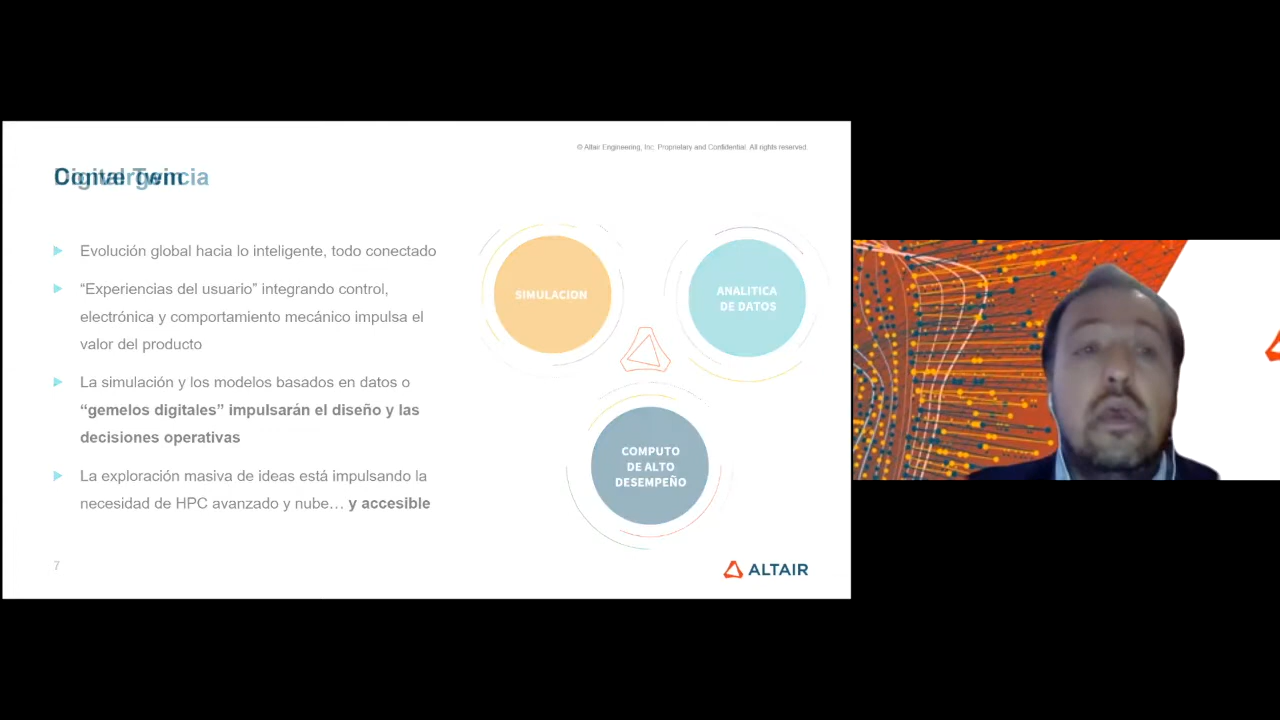 © Altair Engineering, Inc. Proprietary and Confidential. All rights reserved.
Digital Twin
Convergencia
Evolución global hacia lo inteligente, todo conectado
“Experiencias del usuario” integrando control,
electrónica y comportamiento mecánico impulsa el
valor del producto
La simulación y los modelos basados en datos o
“gemelos digitales” impulsarán el diseño y las
decisiones operativas
La exploración masiva de ideas está impulsando la
necesidad de HPC avanzado y nube… y accesible
SIMULACION
ANALITICA
DE DATOS
COMPUTO
DE ALTO
DESEMPEÑO
7
ALTAIR